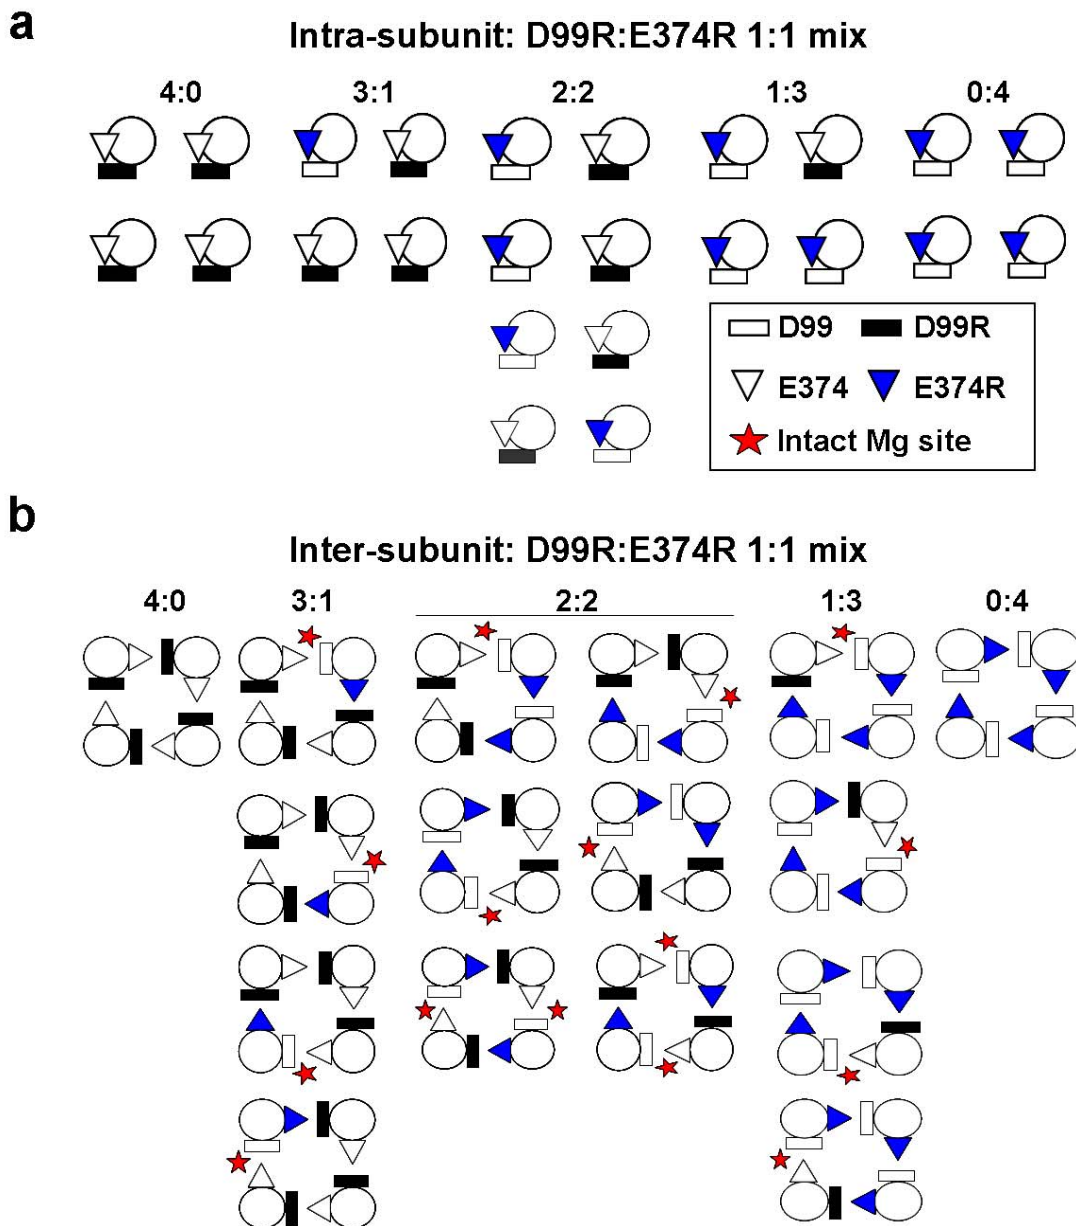 a
Intra-subunit: D99R:E374R 1:1 mix
4:0 3:1 2:2 1:3 0:4
D99 D99R
E374 E374R
Intact Mg site
b
Inter-subunit: D99R:E374R 1:1 mix
4:0 3:1 2:2 1:3 0:4